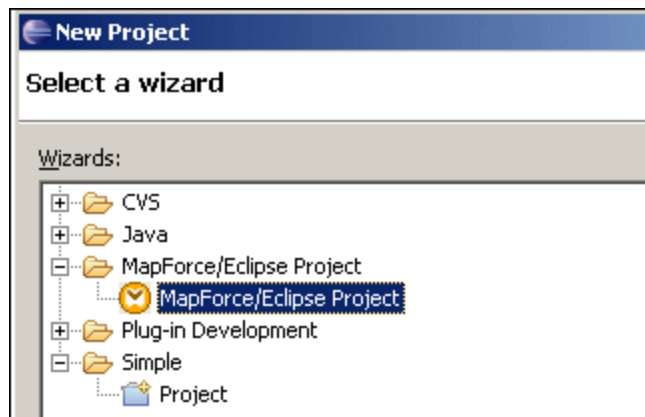 New Project
Select a wizard
Wizards:
CVS
Java
MapForce/Eclipse Project
MapForce/Eclipse Project
Plug-in Development
Simple
Project